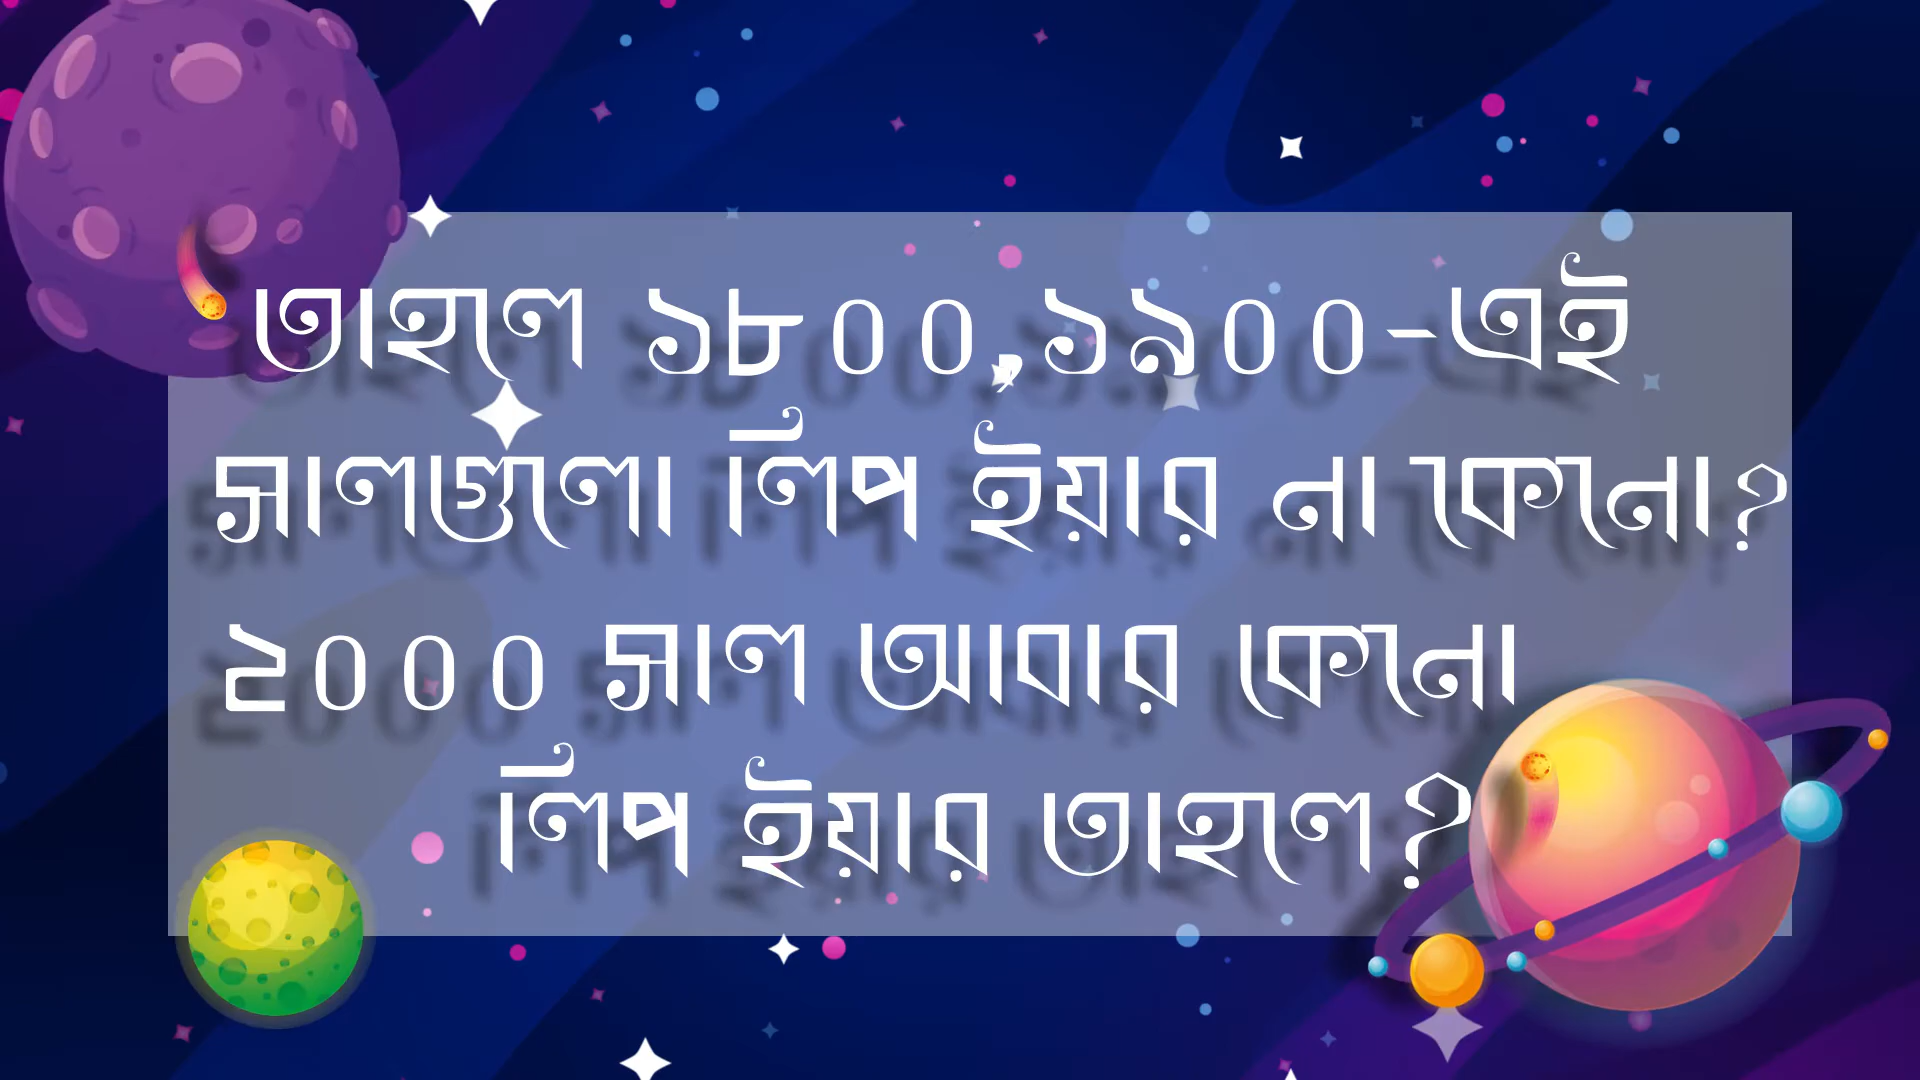 তাহলে ১৮০০,১৯০০-এই
সালগুলো লিপ ইয়ার না কেনো?
২০০০ সাল আবার কেনো
লিপ ইয়ার তাহলে?